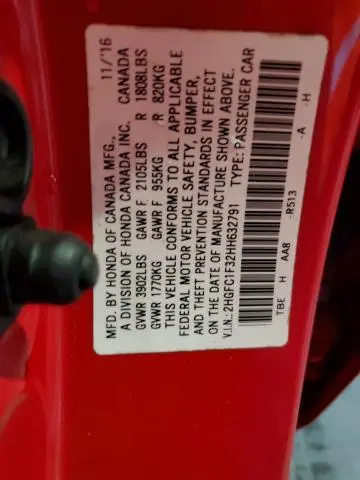 MFD. BY HONDA OF CANADA MFG., 11/'16
A DIVISION OF HONDA CANADA INC. CANADA
GVWR 3902LBS GAWR F 2105LBS R 1808LBS
GVWR 1770KG GAWR F 955KG R 820KG
THIS VEHICLE CONFORMS TO ALL APPLICABLE
FEDERAL MOTOR VEHICLE SAFETY, BUMPER,
AND THEFT PREVENTION STANDARDS IN EFFECT
ON THE DATE OF MANUFACTURE SHOWN ABOVE.
V.I.N.: 2HGFC1F32HH632791 TYPE: PASSENGER CAR
TBE H AA8 -R513 -A -H